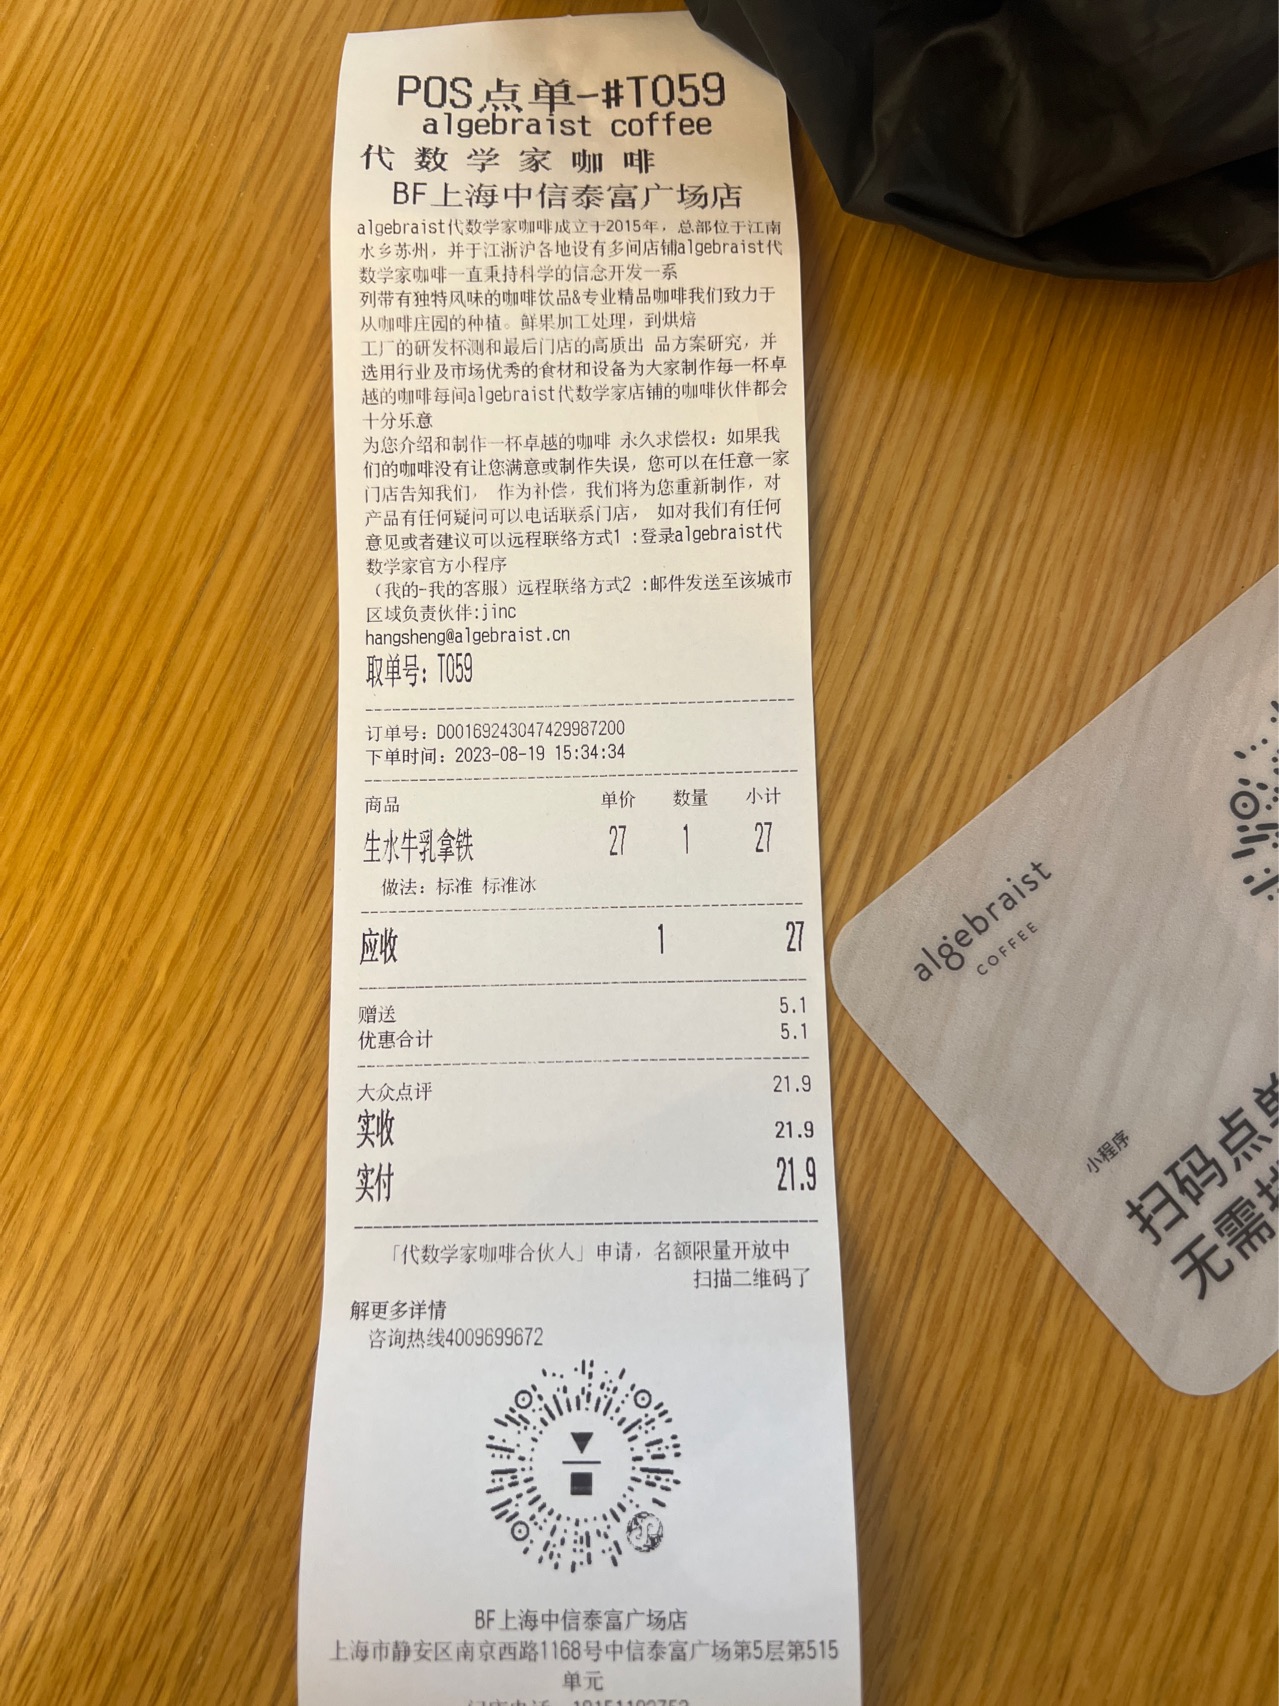 POS点单-#T059
algebraist coffee
代数学家咖啡
BF上海中信泰富广场店
algebraist代数学家咖啡成立于2015年，总部位于江南
水乡苏州，并于江浙沪各地设有多间店铺algebraist代
数学家咖啡一直秉持科学的信念开发一系
列带有独特风味的咖啡饮品&专业精品咖啡我们致力于
从咖啡庄园的种植。鲜果加工处理，到烘焙
工厂的研发杯测和最后门店的高质出 品方案研究，并
选用行业及市场优秀的食材和设备为大家制作每一杯卓
越的咖啡每间algebraist代数学家店铺的咖啡伙伴都会
十分乐意
为您介绍和制作一杯卓越的咖啡 永久求偿权：如果我
们的咖啡没有让您满意或制作失误，您可以在任意一家
门店告知我们， 作为补偿，我们将为您重新制作，对
产品有任何疑问可以电话联系门店， 如对我们有任何
意见或者建议可以远程联络方式1 :登录algebraist代
数学家官方小程序
（我的-我的客服）远程联络方式2 :邮件发送至该城市
区域负责伙伴:jinc
hangsheng@algebraist.cn
取单号：T059
订单号：D00169243047429987200
下单时间：2023-08-19 15:34:34
商品 单价 数量 小计
生水牛乳拿铁 27 1 27
做法：标准 标准冰
应收 1 27
赠送 5.1
优惠合计 5.1
大众点评 21.9
实收 21.9
实付 21.9
「代数学家咖啡合伙人」申请，名额限量开放中
扫描二维码了
解更多详情
咨询热线4009699672
BF上海中信泰富广场店
上海市静安区南京西路1168号中信泰富广场第5层第515
单元
algebraist
COFFEE
小程序
扫码点单
无需